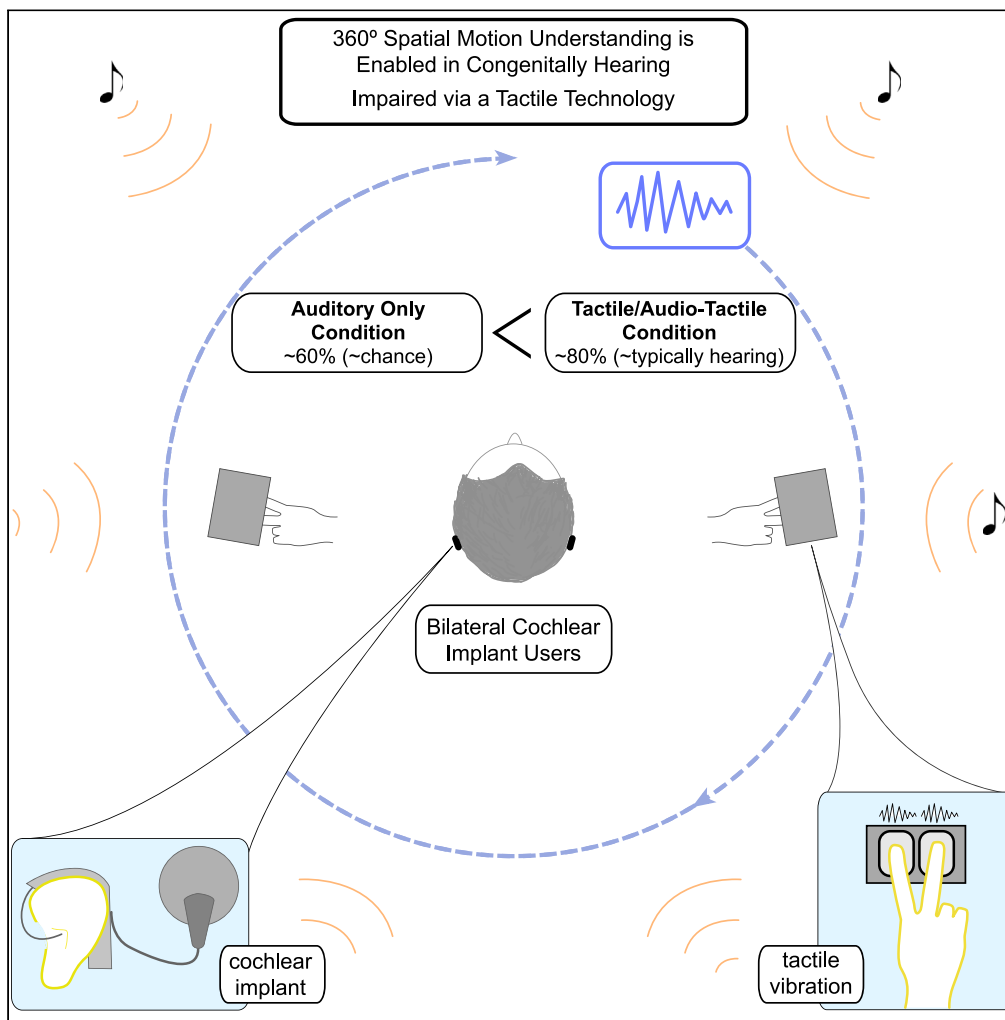 360º Spatial Motion Understanding is
Enabled in Congenitally Hearing
Impaired via a Tactile Technology
Auditory Only
Condition
~60% (~chance)
<
Tactile/Audio-Tactile
Condition
~80% (~typically hearing)
Bilateral Cochlear
Implant Users
cochlear
implant
tactile
vibration